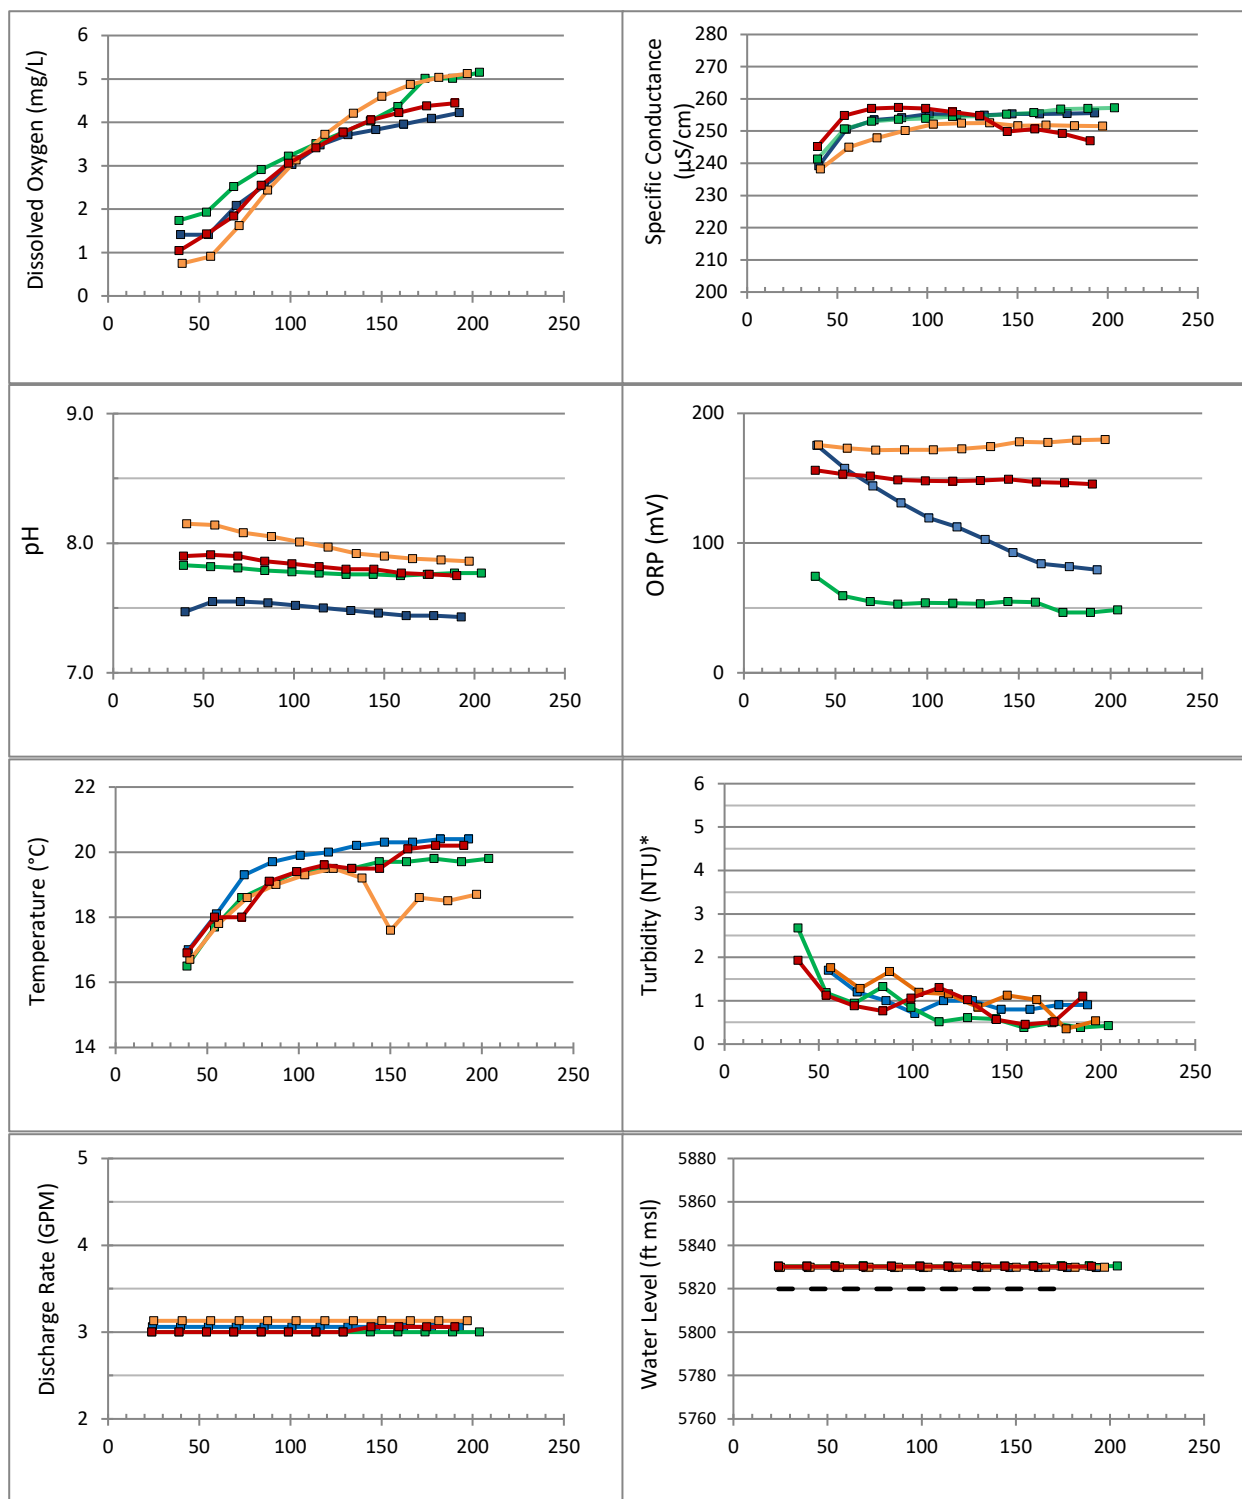 Dissolved Oxygen (mg/L)
6
5
4
3
2
1
0
0 50 100 150 200 250
Specific Conductance
(µS/cm)
280
270
260
250
240
230
220
210
200
0 50 100 150 200 250
pH
9.0
8.0
7.0
0 50 100 150 200 250
ORP (mV)
200
100
0
0 50 100 150 200 250
Temperature (°C)
22
20
18
16
14
0 50 100 150 200 250
Turbidity (NTU)*
6
5
4
3
2
1
0
0 50 100 150 200 250
Discharge Rate (GPM)
5
4
3
2
0 50 100 150 200 250
Water Level (ft msl)
5880
5860
5840
5820
5800
5780
5760
0 50 100 150 200 250